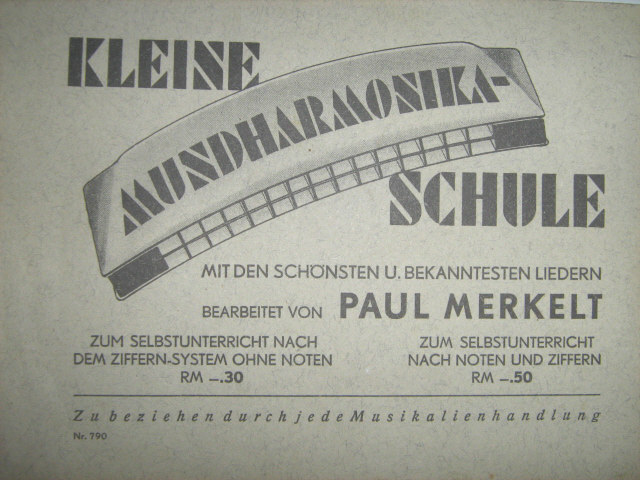 KLEINE
MUNDHARMONIKA-
SCHULE
MIT DEN SCHÖNSTEN U. BEKANNTESTEN LIEDERN
BEARBEITET VON PAUL MERKELT
ZUM SELBSTUNTERRICHT NACH
DEM ZIFFERN-SYSTEM OHNE NOTEN
RM —.30
ZUM SELBSTUNTERRICHT
NACH NOTEN UND ZIFFERN
RM —.50
Zu beziehen durch jede Musikalienhandlung
Nr. 790